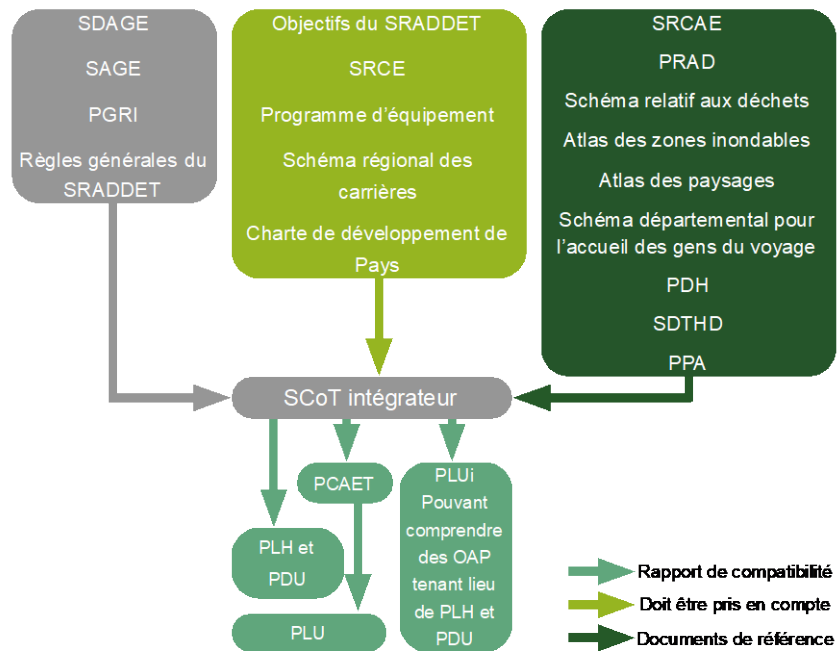 SDAGE
SAGE
PGRI
Règles générales du
SRADDET
Objectifs du SRADDET
SRCE
Programme d'équipement
Schéma régional des
carrières
Charte de développement de
Pays
SRCAE
PRAD
Schéma relatif aux déchets
Atlas des zones inondables
Atlas des paysages
Schéma départemental pour
l'accueil des gens du voyage
PDH
SDTHD
PPA
SCoT intégrateur
PCAET
PLH et
PDU
PLU
PLUi
Pouvant
comprendre
des OAP
tenant lieu
de PLH et
PDU
Rapport de compatibilité
Doit être pris en compte
Documents de référence